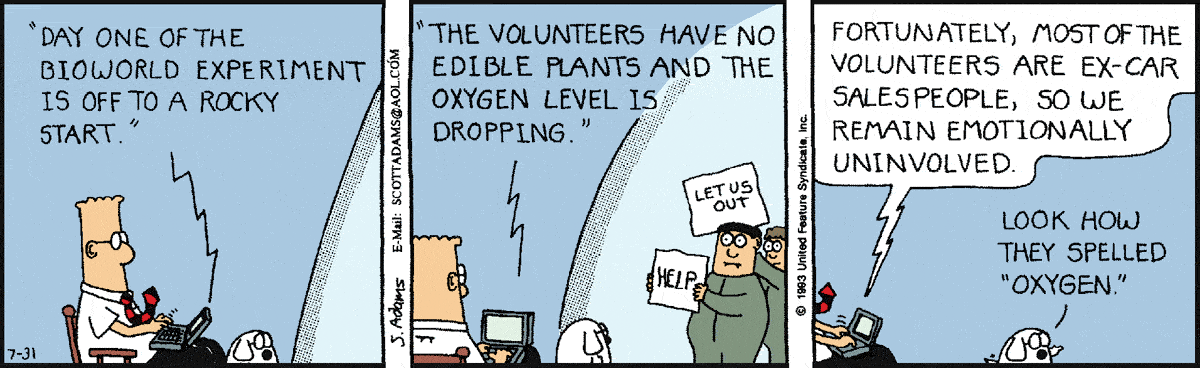 "DAY ONE OF THE
BIOWORLD EXPERIMENT
IS OFF TO A ROCKY
START."
7-31
S. Adams
E-Mail: SCOTTADAMS@AOL.COM
"THE VOLUNTEERS HAVE NO
EDIBLE PLANTS AND THE
OXYGEN LEVEL IS
DROPPING."
LET US
OUT
HELP
© 1993 United Feature Syndicate, Inc.
FORTUNATELY, MOST OF THE
VOLUNTEERS ARE EX-CAR
SALESPEOPLE, SO WE
REMAIN EMOTIONALLY
UNINVOLVED.
LOOK HOW
THEY SPELLED
"OXYGEN."